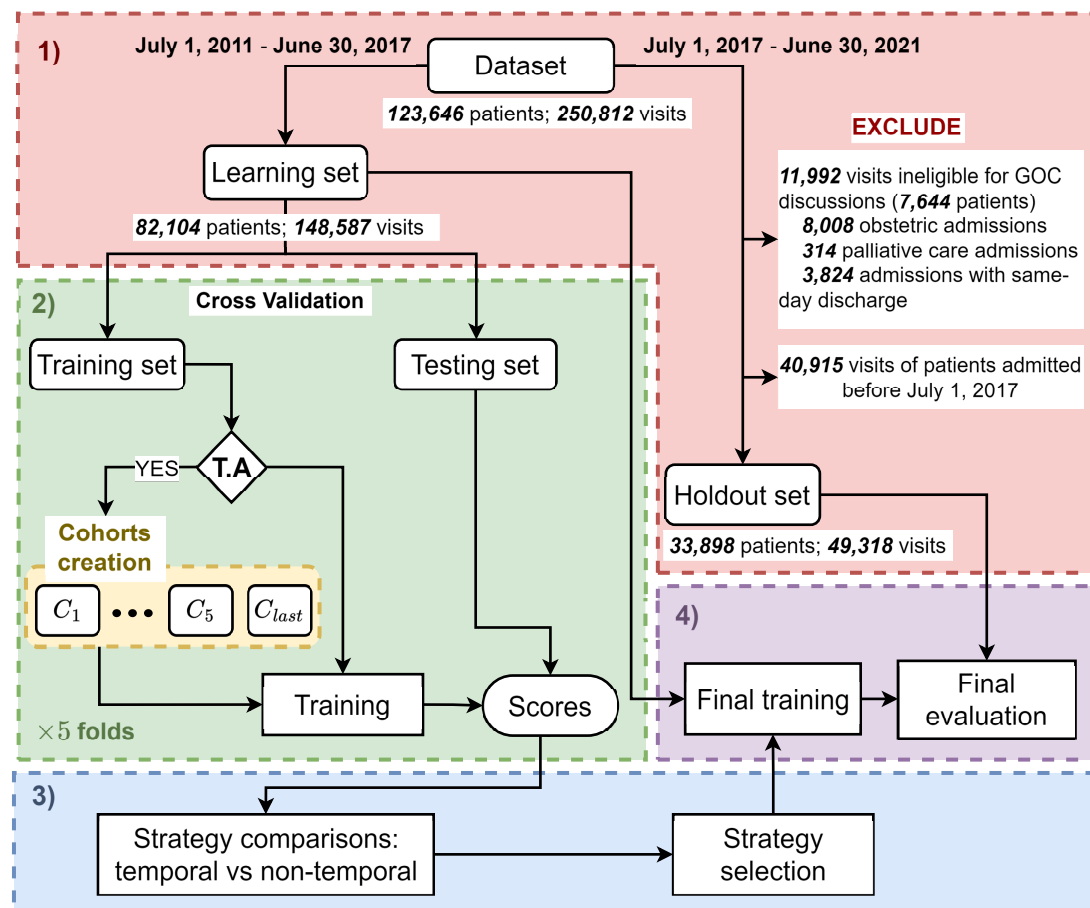 1)
July 1, 2011 - June 30, 2017
July 1, 2017 - June 30, 2021
Dataset
123,646 patients; 250,812 visits
EXCLUDE
Learning set
11,992 visits ineligible for GOC
discussions (7,644 patients)
8,008 obstetric admissions
314 palliative care admissions
3,824 admissions with same-
day discharge
82,104 patients; 148,587 visits
2)
Cross Validation
Training set
Testing set
40,915 visits of patients admitted
before July 1, 2017
T.A
YES
Holdout set
33,898 patients; 49,318 visits
Cohorts
creation
C1
•••
C5
Clast
4)
Training
Scores
Final training
Final
evaluation
×5 folds
3)
Strategy comparisons:
temporal vs non-temporal
Strategy
selection